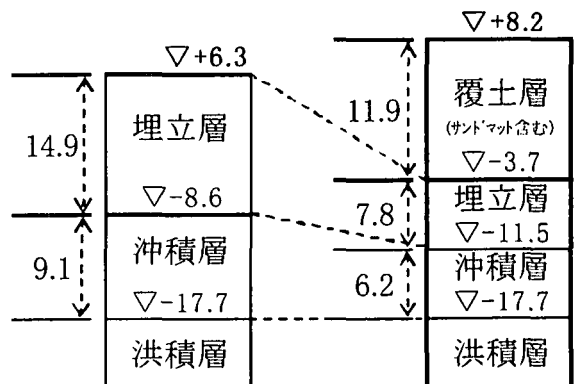 ▽+6.3
埋立層
14.9
▽-8.6
沖積層
9.1
▽-17.7
洪積層
▽+8.2
覆土層
(サンドマット含む)
11.9
▽-3.7
埋立層
7.8
▽-11.5
沖積層
6.2
▽-17.7
洪積層